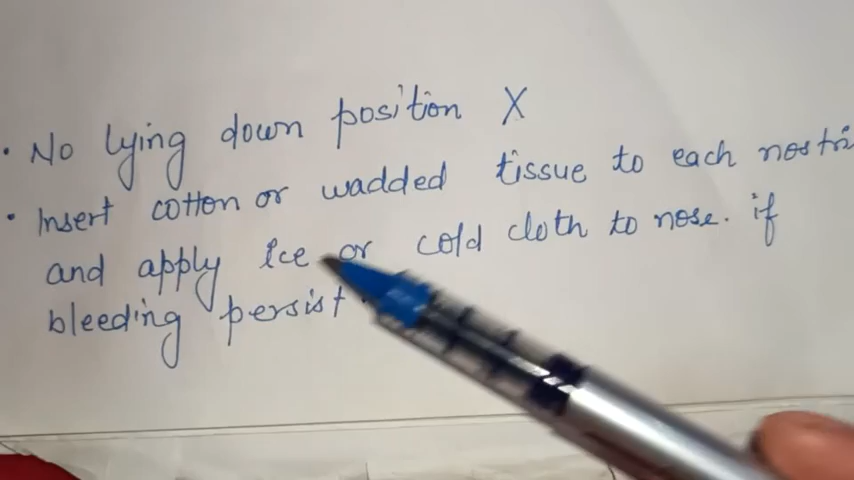 • No lying down position X
• Insert cotton or wadded tissue to each nostri
and apply Ice or cold cloth to nose. if
bleeding persist